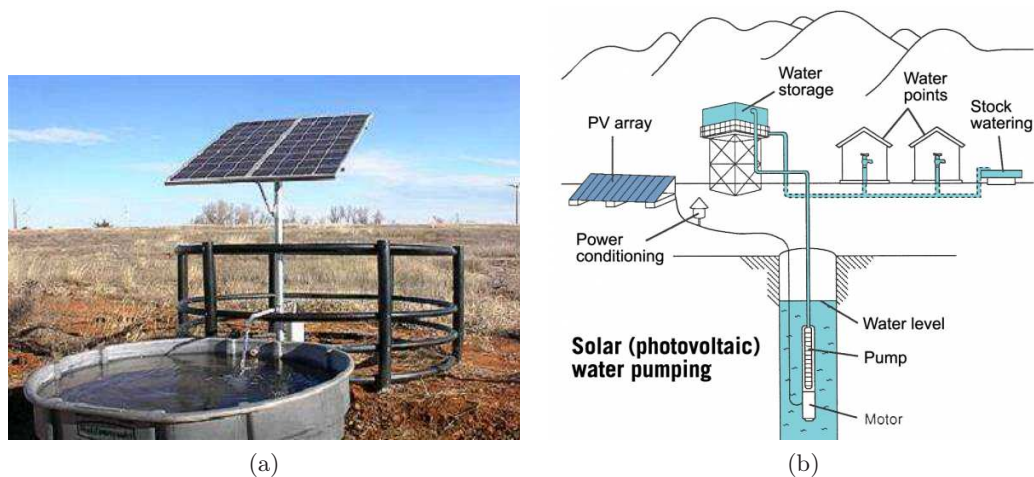 Water
storage
Water
points
Stock
watering
PV array
Power
conditioning
Water level
Solar (photovoltaic)
water pumping
Pump
Motor
(a)
(b)